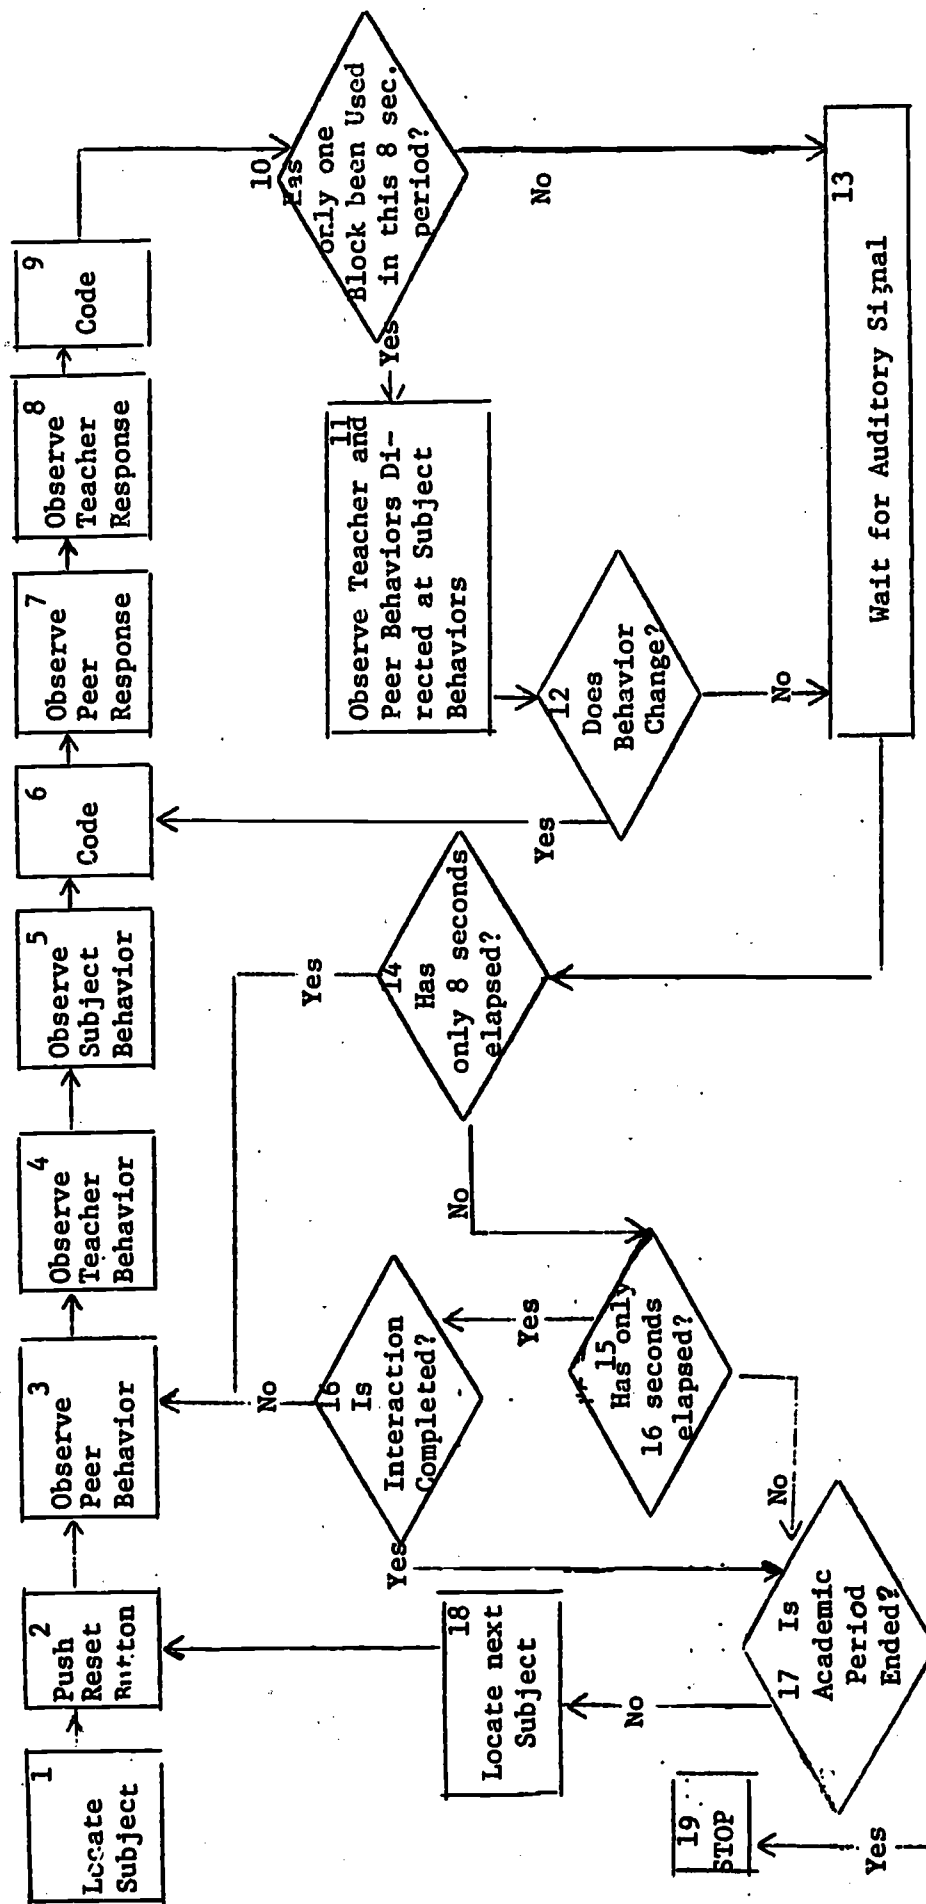 1
Locate
Subject
2
Push
Reset
Button
3
Observe
Peer
Behavior
4
Observe
Teacher
Behavior
5
Observe
Subject
Behavior
6
Code
7
Observe
Peer
Response
8
Observe
Teacher
Response
9
Code
10
Has
only one
Block been Used
in this 8 sec.
period?
Yes
No
11
Observe Teacher and
Peer Behaviors Di-
rected at Subject
Behaviors
12
Does
Behavior
Change?
Yes
No
13
Wait for Auditory Signal
14
Has
only 8 seconds
elapsed?
Yes
No
15
Has only
16 seconds
elapsed?
Yes
No
16
Is
Interaction
Completed?
No
Yes
17 Is
Academic
Period
Ended?
No
Yes
18
Locate next
Subject
19
STOP